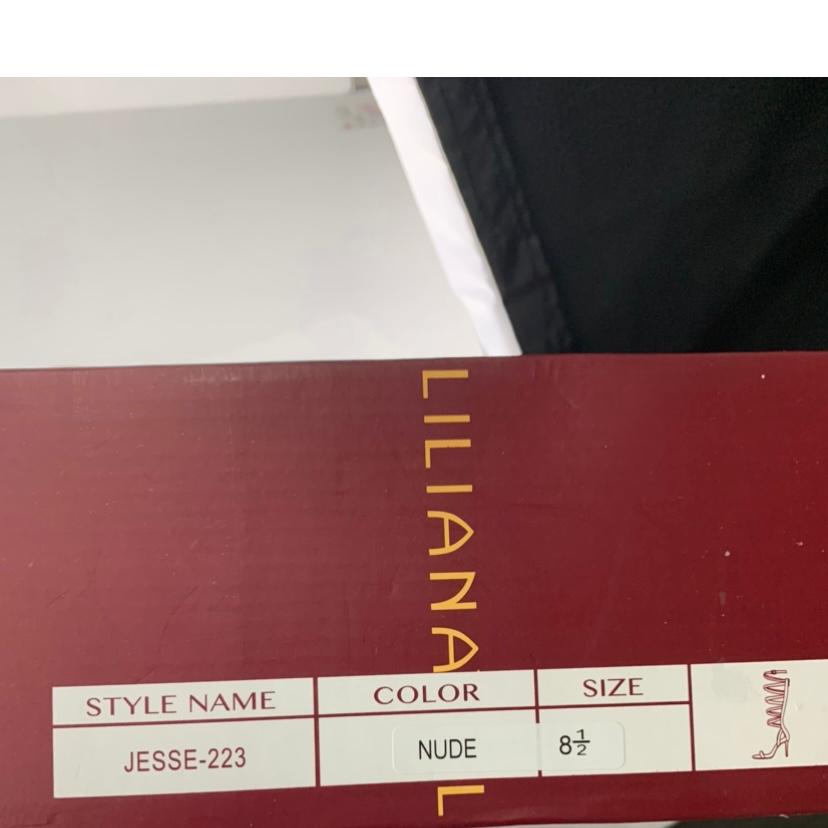 LILIANA L
STYLE NAME COLOR SIZE
JESSE-223 NUDE 8½